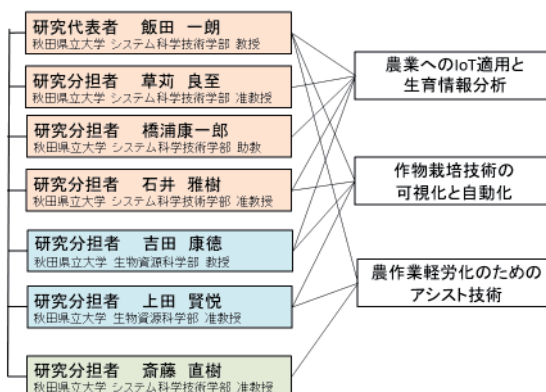 研究代表者　飯田 一朗
秋田県立大学 システム科学技術学部 教授
研究分担者　草苅 良至
秋田県立大学 システム科学技術学部 准教授
研究分担者　橋浦康一郎
秋田県立大学 システム科学技術学部 助教
研究分担者　石井 雅樹
秋田県立大学 システム科学技術学部 准教授
研究分担者　吉田 康徳
秋田県立大学 生物資源科学部 教授
研究分担者　上田 賢悦
秋田県立大学 生物資源科学部 准教授
研究分担者　斎藤 直樹
秋田県立大学 システム科学技術学部 准教授
農業へのIoT適用と
生育情報分析
作物栽培技術の
可視化と自動化
農作業軽労化のための
アシスト技術